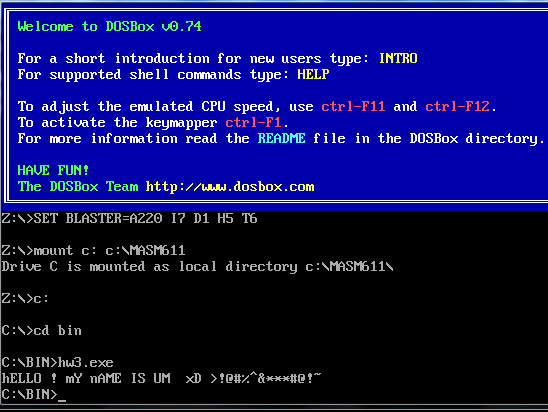 Welcome to DOSBox v0.74
For a short introduction for new users type: INTRO
For supported shell commands type: HELP
To adjust the emulated CPU speed, use ctrl-F11 and ctrl-F12.
To activate the keymapper ctrl-F1.
For more information read the README file in the DOSBox directory.
HAVE FUN!
The DOSBox Team http://www.dosbox.com
Z:\>SET BLASTER=A220 I7 D1 H5 T6
Z:\>mount c: c:\MASM611
Drive C is mounted as local directory c:\MASM611\
Z:\>c:
C:\>cd bin
C:\BIN>hw3.exe
hELLO ! mY nAME IS UM  xD >!@#%^&***#@!~
C:\BIN>_